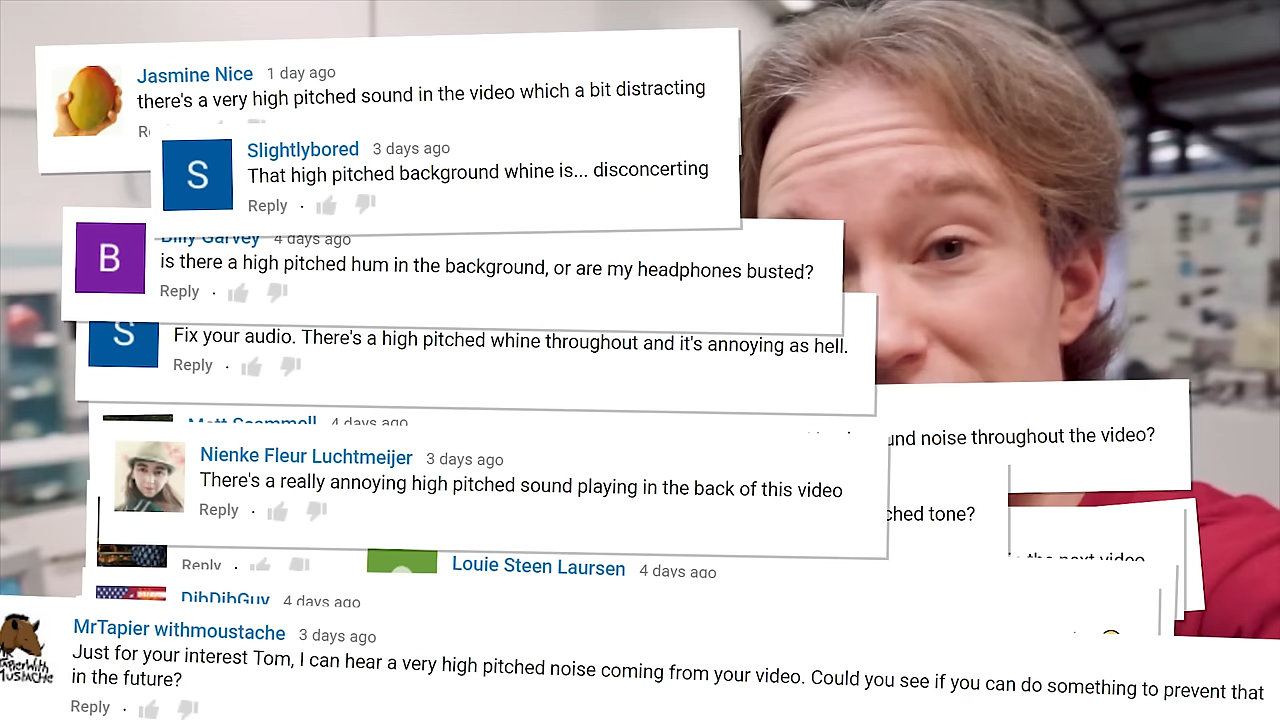 Jasmine Nice 1 day ago
there's a very high pitched sound in the video which a bit distracting
S
Slightlybored 3 days ago
That high pitched background whine is... disconcerting
Reply ·
B
Billy Garvey 4 days ago
is there a high pitched hum in the background, or are my headphones busted?
Reply ·
S
Fix your audio. There's a high pitched whine throughout and it's annoying as hell.
Reply ·
4 days ago
noise throughout the video?
Nienke Fleur Luchtmeijer 3 days ago
There's a really annoying high pitched sound playing in the back of this video
Reply ·
tone?
the next video
Reply ·
Louie Steen Laursen 4 days ago
DihDihGuy 4 days ago
MrTapier withmoustache 3 days ago
Just for your interest Tom, I can hear a very high pitched noise coming from your video. Could you see if you can do something to prevent that
in the future?
Reply ·